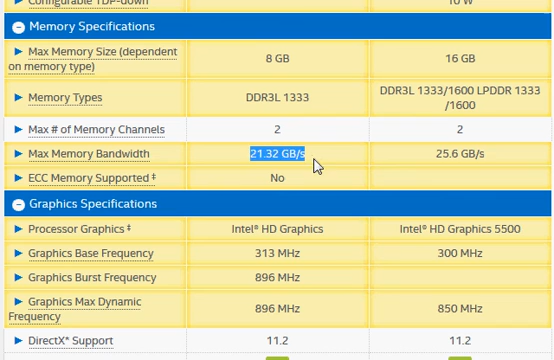 Configurable TDP-down 10 W
Memory Specifications
Max Memory Size (dependent
on memory type) 8 GB 16 GB
Memory Types DDR3L 1333 DDR3L 1333/1600 LPDDR 1333
/1600
Max # of Memory Channels 2 2
Max Memory Bandwidth 21.32 GB/s 25.6 GB/s
ECC Memory Supported ‡ No
Graphics Specifications
Processor Graphics ‡ Intel® HD Graphics Intel® HD Graphics 5500
Graphics Base Frequency 313 MHz 300 MHz
Graphics Burst Frequency 896 MHz
Graphics Max Dynamic
Frequency 896 MHz 850 MHz
DirectX* Support 11.2 11.2